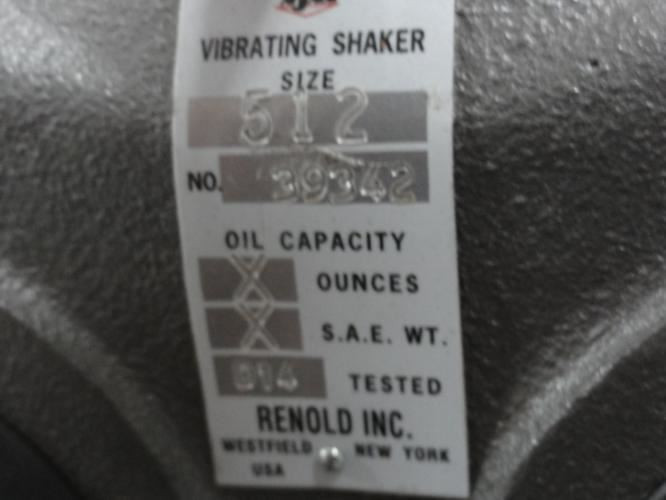 VIBRATING SHAKER
SIZE
512
NO. 39342
OIL CAPACITY
X OUNCES
X S.A.E. WT.
614 TESTED
RENOLD INC.
WESTFIELD NEW YORK
USA